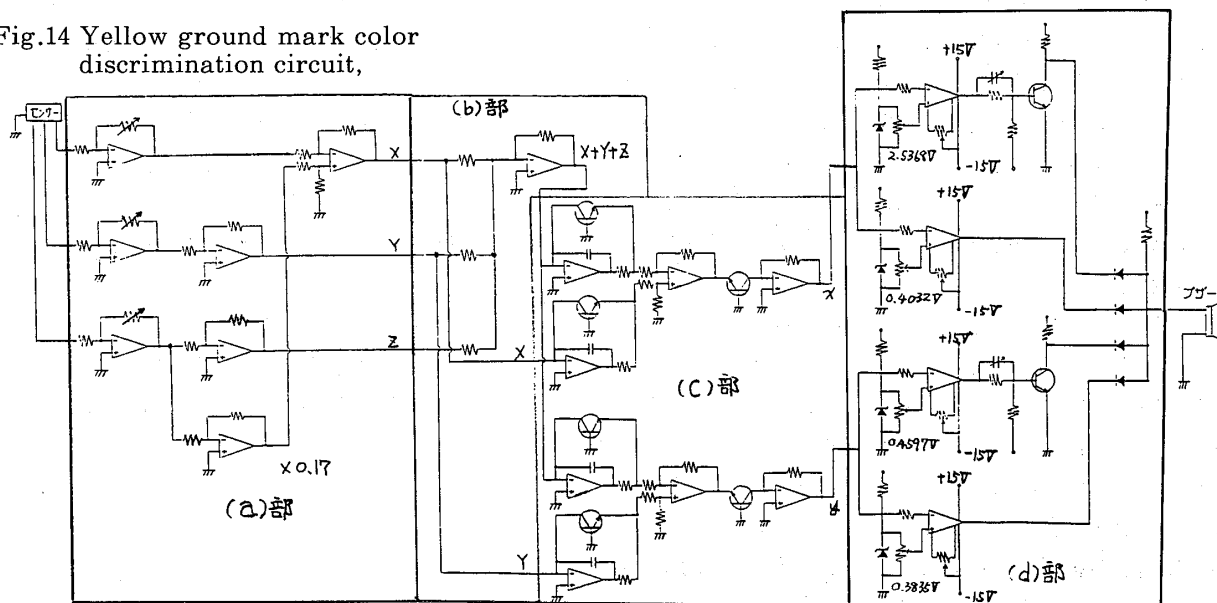 Fig.14 Yellow ground mark color
discrimination circuit,
センサー
(b)部
X
X+Y+Z
Y
Z
X
×0.17
(a)部
Y
(c)部
x
y
+15V
2.5368V
-15V
+15V
0.4032V
-15V
ブザー
+15V
0.4597V
-15V
+15V
0.3835V
-15V
(d)部